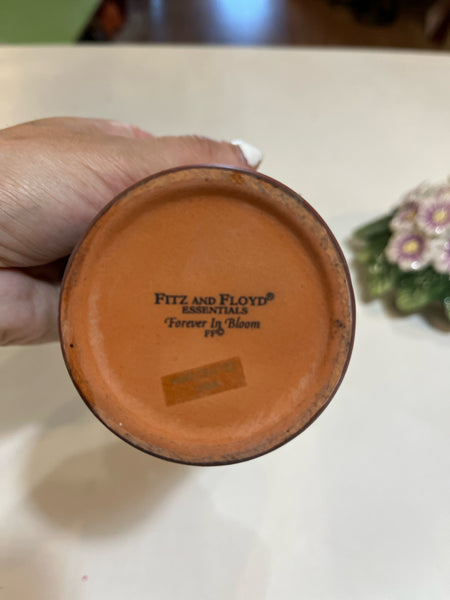 FITZ AND FLOYD®
ESSENTIALS
Forever In Bloom
FF©